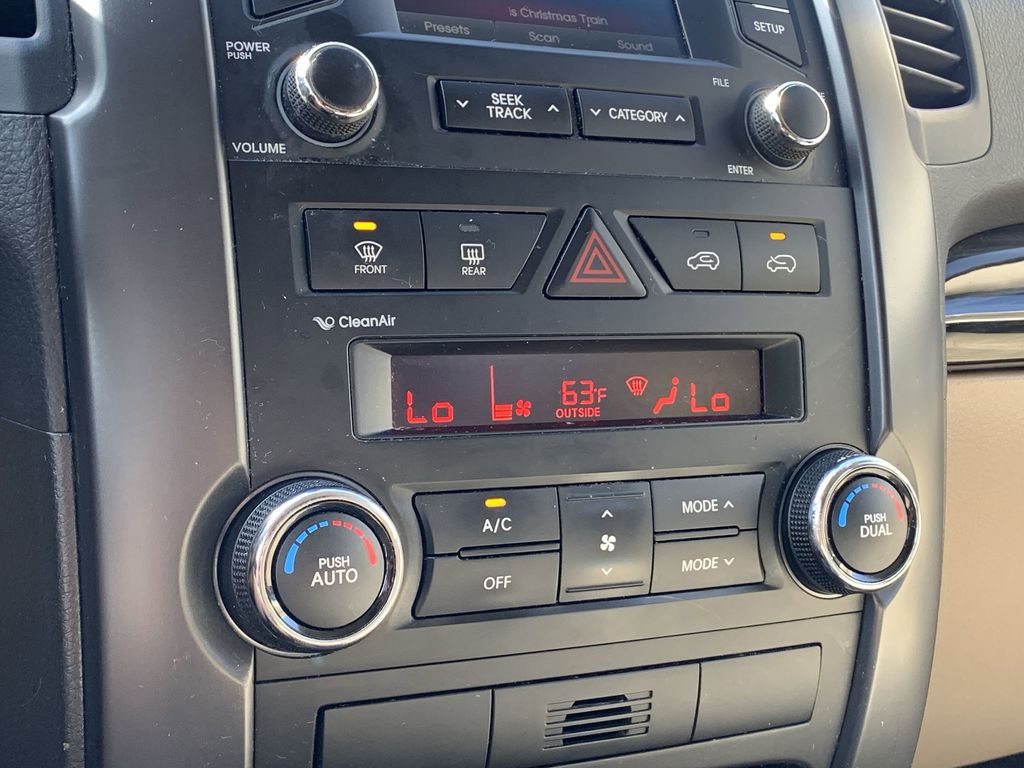 is Christmas Train
Presets Scan Sound
SETUP
POWER
PUSH
VOLUME
SEEK
TRACK
CATEGORY
FILE
ENTER
FRONT
REAR
CleanAir
Lo
63°F
OUTSIDE
Lo
PUSH
AUTO
A/C
OFF
MODE
MODE
PUSH
DUAL